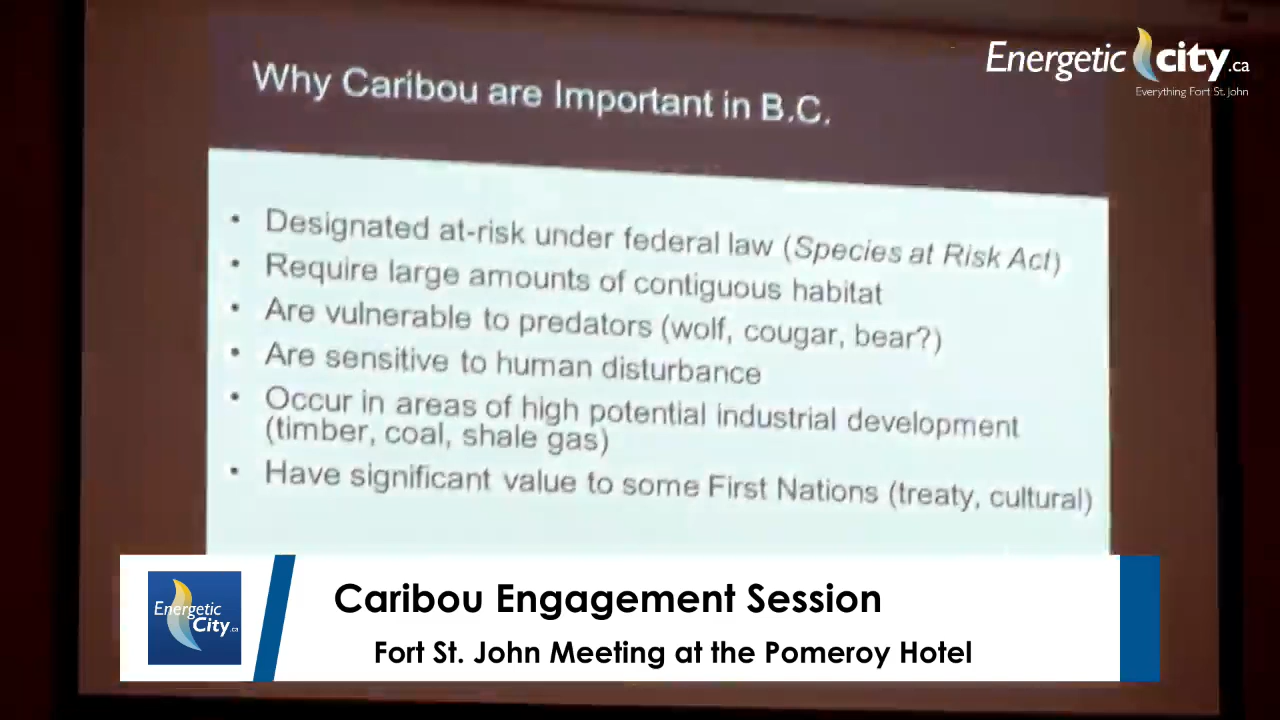 Energetic city.ca
Everything Fort St. John
Why Caribou are Important in B.C.
• Designated at-risk under federal law (Species at Risk Act)
• Require large amounts of contiguous habitat
• Are vulnerable to predators (wolf, cougar, bear?)
• Are sensitive to human disturbance
• Occur in areas of high potential industrial development
(timber, coal, shale gas)
• Have significant value to some First Nations (treaty, cultural)
Energetic
City.ca
Caribou Engagement Session
Fort St. John Meeting at the Pomeroy Hotel